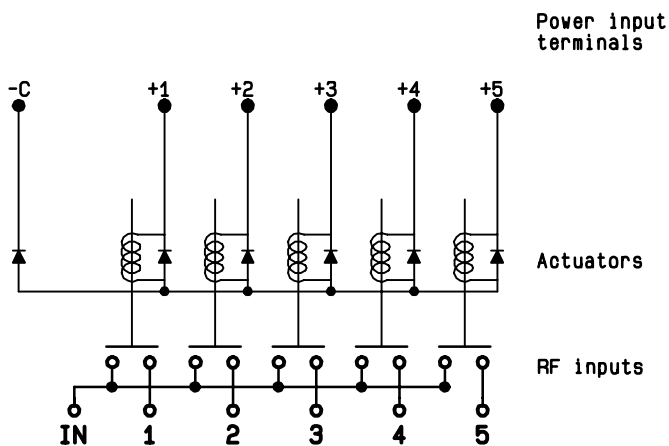 Power input
terminals
-C +1 +2 +3 +4 +5
Actuators
RF inputs
IN 1 2 3 4 5